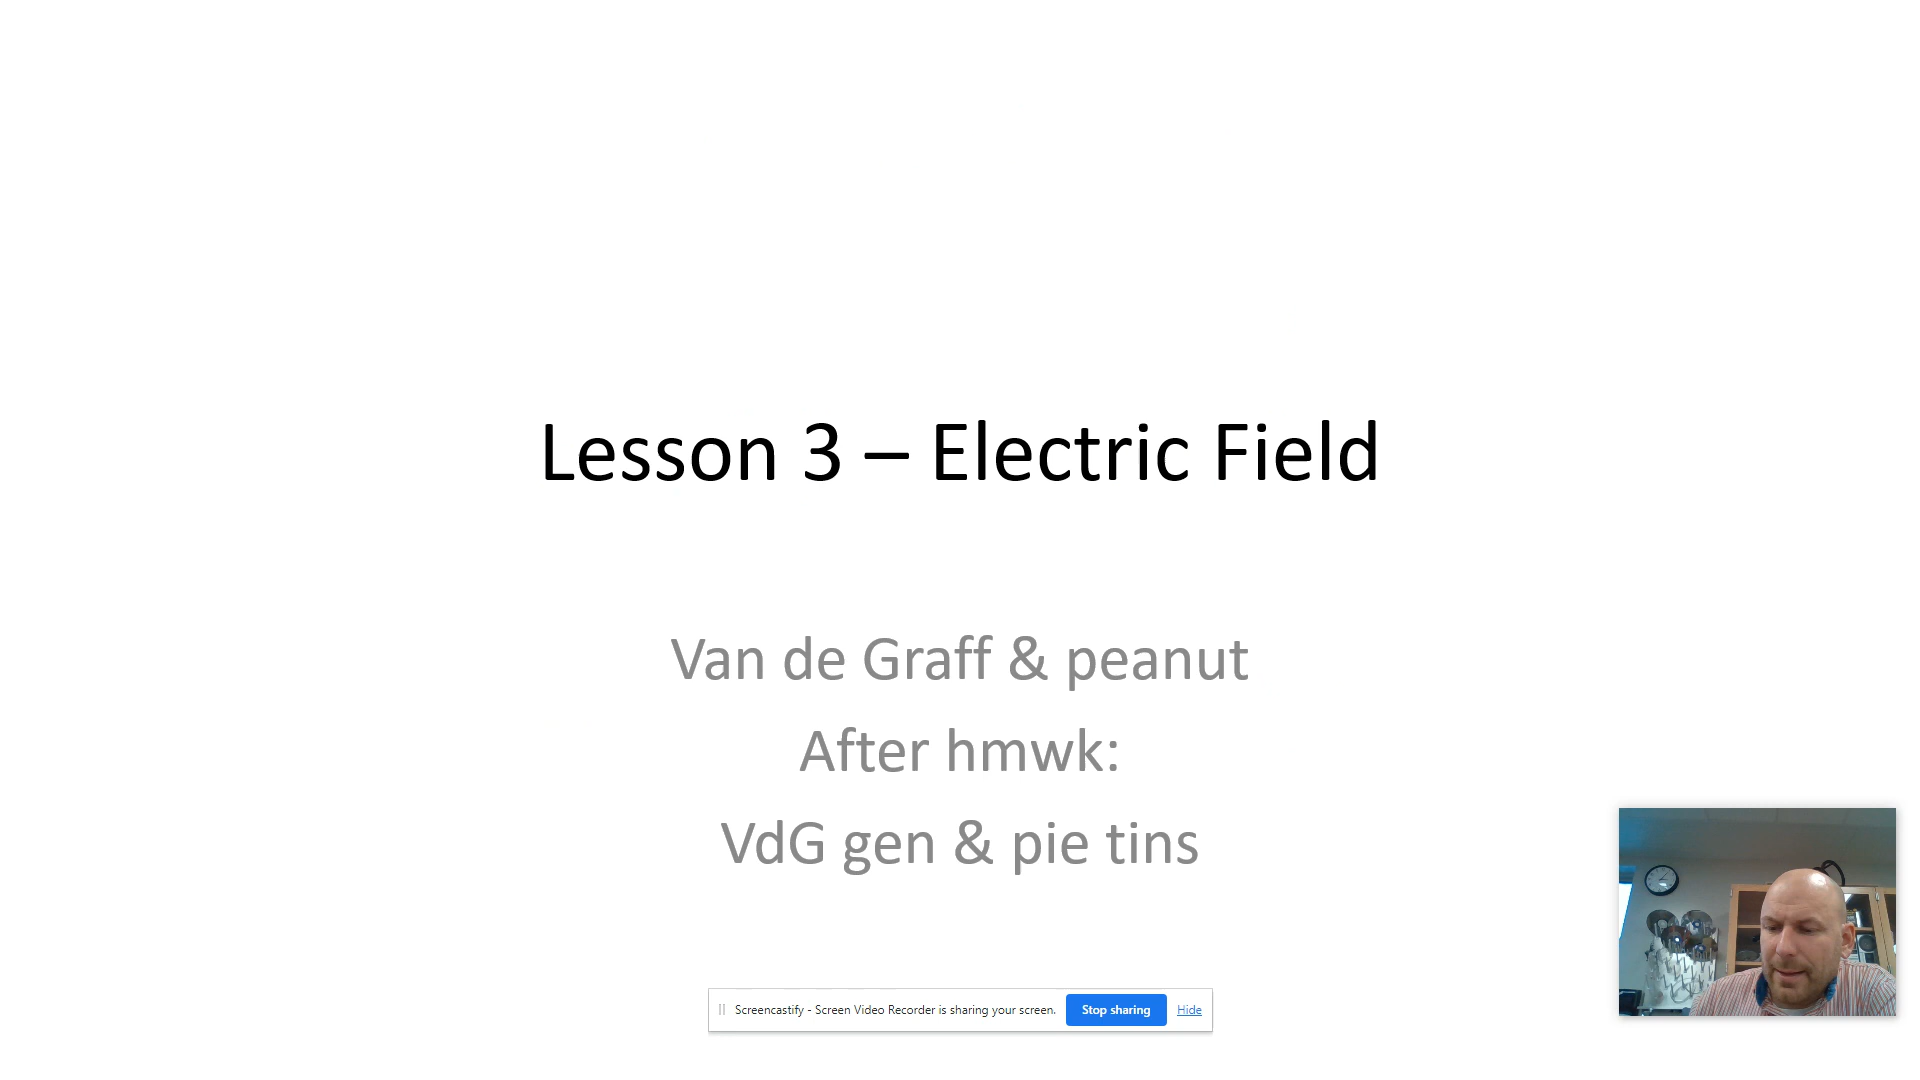 Lesson 3 – Electric Field
Van de Graff & peanut
After hmwk:
VdG gen & pie tins
Screencastify - Screen Video Recorder is sharing your screen. Stop sharing Hide